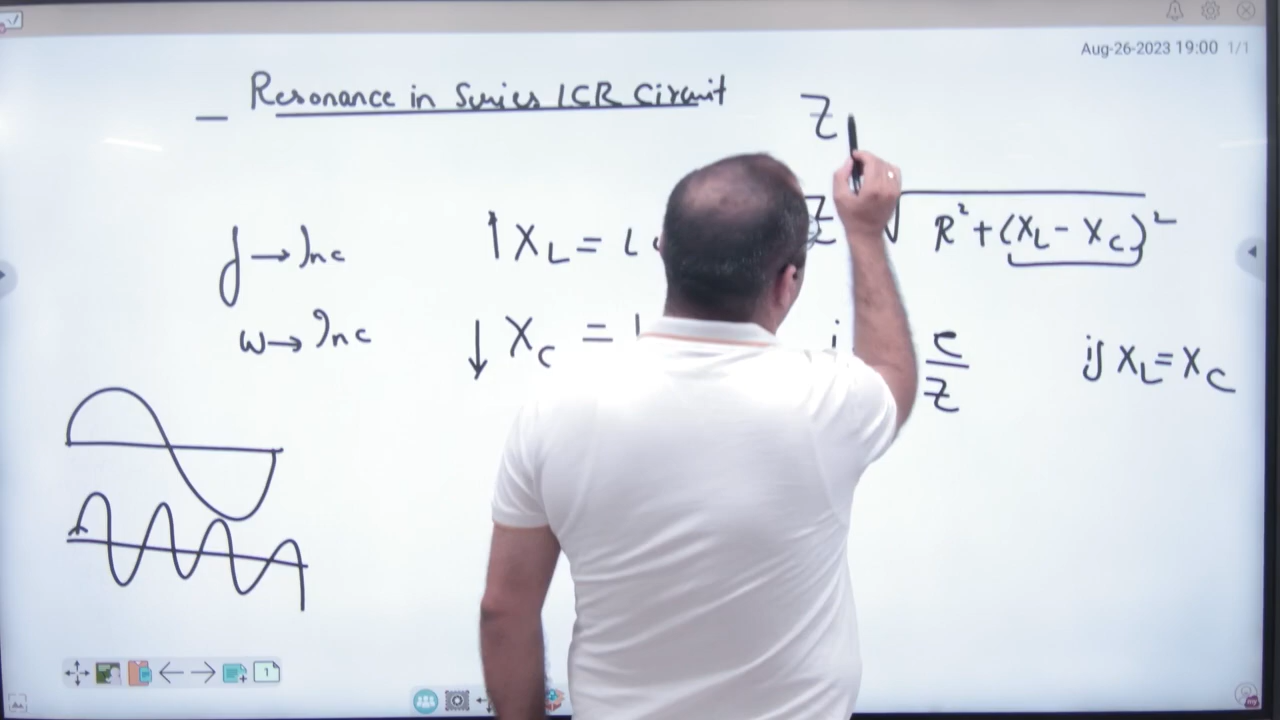 Aug-26-2023 19:00 1/1
— Resonance in Series LCR Circuit
Z
f → Inc
↑ X_L = L
Z √ R² + (X_L - X_C)²
ω → Inc
↓ X_C =
i e/Z
if X_L = X_C
1